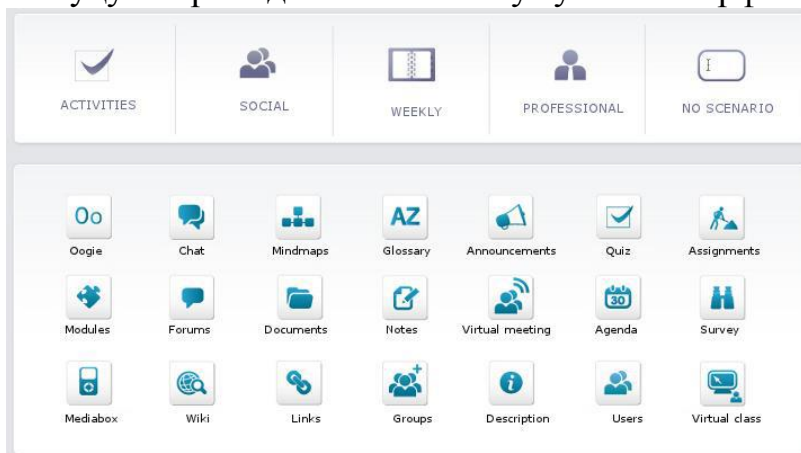 ACTIVITIES SOCIAL WEEKLY PROFESSIONAL NO SCENARIO
Oo AZ 30
Oogie Chat Mindmaps Glossary Announcements Quiz Assignments
Modules Forums Documents Notes Virtual meeting Agenda Survey
Mediabox Wiki Links Groups Description Users Virtual class